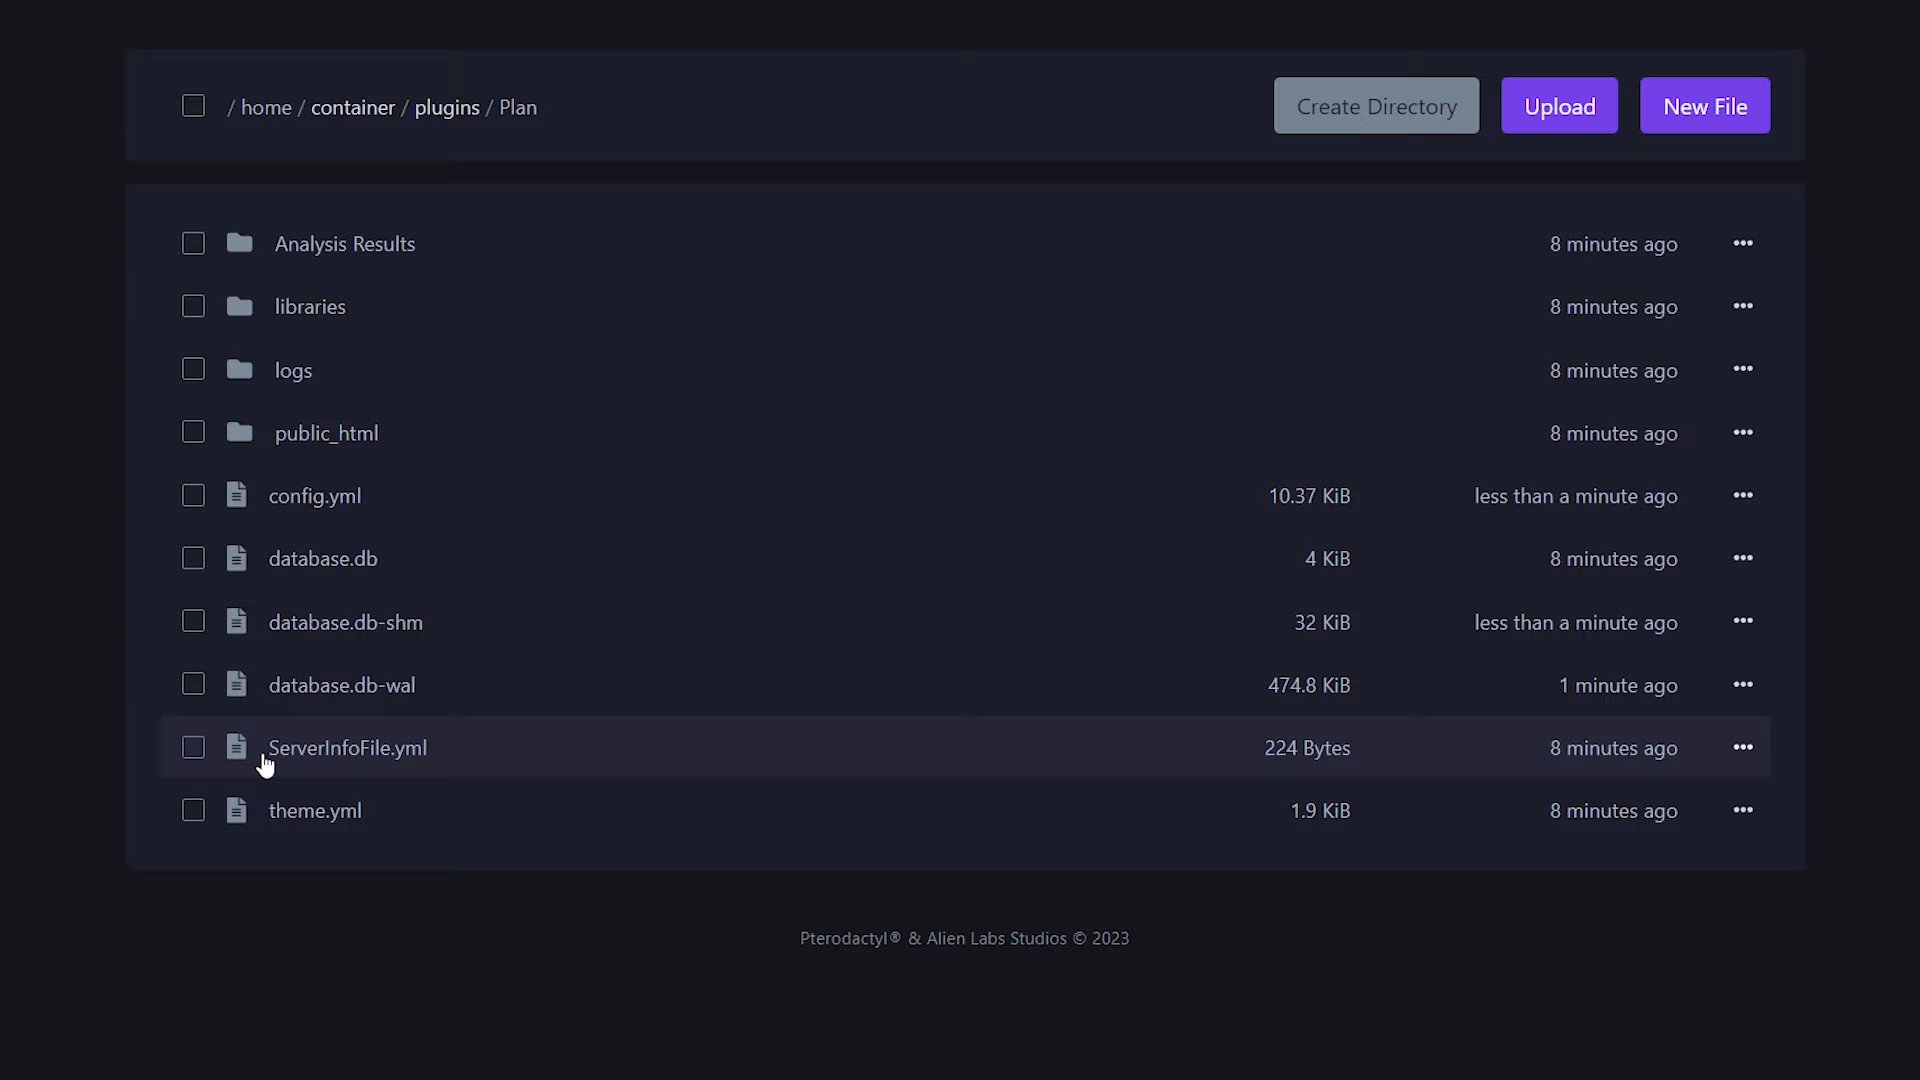 / home / container / plugins / Plan
Create Directory
Upload
New File
Analysis Results 8 minutes ago •••
libraries 8 minutes ago •••
logs 8 minutes ago •••
public_html 8 minutes ago •••
config.yml 10.37 KiB less than a minute ago •••
database.db 4 KiB 8 minutes ago •••
database.db-shm 32 KiB less than a minute ago •••
database.db-wal 474.8 KiB 1 minute ago •••
ServerInfoFile.yml 224 Bytes 8 minutes ago •••
theme.yml 1.9 KiB 8 minutes ago •••
Pterodactyl® & Alien Labs Studios © 2023